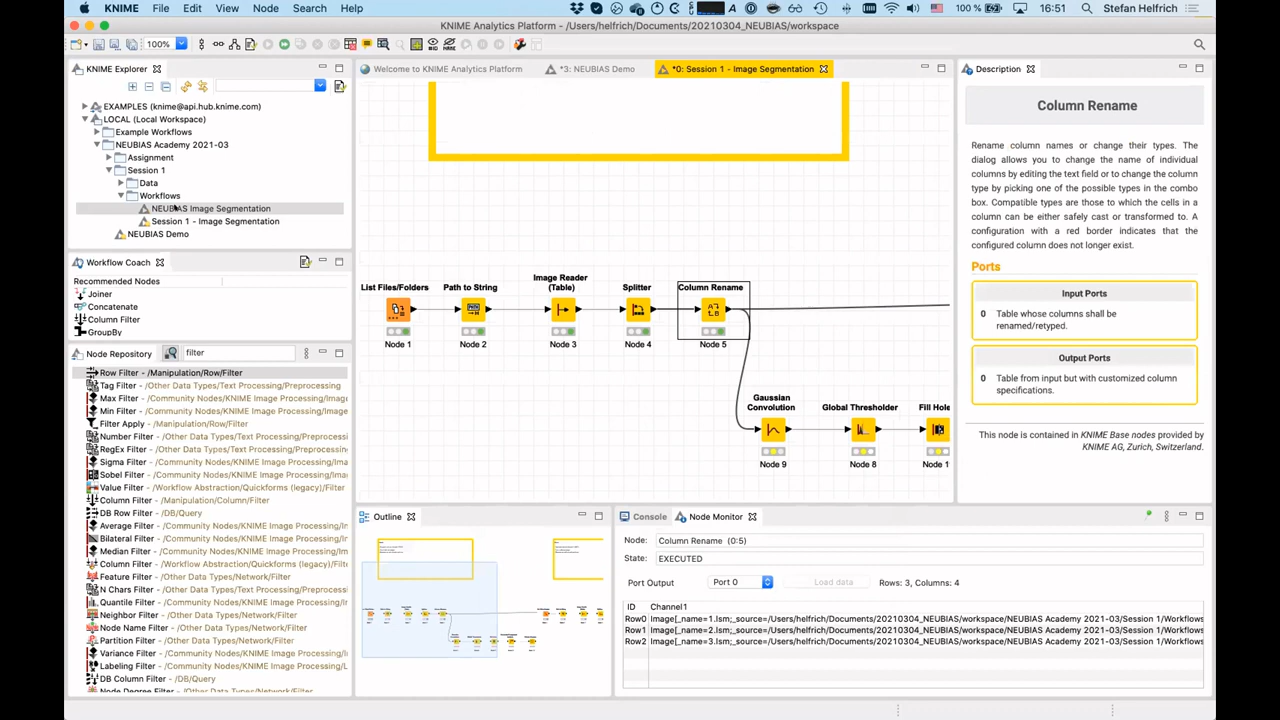 KNIME File Edit View Node Search Help 100 % 16:51 Stefan Helfrich
KNIME Analytics Platform - /Users/helfrich/Documents/20210304_NEUBIAS/workspace
100%
KNIME Explorer
EXAMPLES (knime@api.hub.knime.com)
LOCAL (Local Workspace)
Example Workflows
NEUBIAS Academy 2021-03
Assignment
Session 1
Data
Workflows
NEUBIAS Image Segmentation
Session 1 - Image Segmentation
NEUBIAS Demo
Workflow Coach
Recommended Nodes
Joiner
Concatenate
Column Filter
GroupBy
Node Repository
filter
Row Filter - /Manipulation/Row/Filter
Tag Filter - /Other Data Types/Text Processing/Preprocessing
Max Filter - /Community Nodes/KNIME Image Processing/Im
Min Filter - /Community Nodes/KNIME Image Processing/Im
Filter Apply - /Manipulation/Row/Filter
Number Filter - /Other Data Types/Text Processing/Preproce
RegEx Filter - /Other Data Types/Text Processing/Preproces
Sigma Filter - /Community Nodes/KNIME Image Processing/
Sobel Filter - /Community Nodes/KNIME Image Processing/I
Value Filter - /Workflow Abstraction/Quickforms (legacy)/Filter
Column Filter - /Manipulation/Column/Filter
DB Row Filter - /DB/Query
Average Filter - /Community Nodes/KNIME Image Processing/
Bilateral Filter - /Community Nodes/KNIME Image Processing/
Median Filter - /Community Nodes/KNIME Image Processing/
Column Filter - /Workflow Abstraction/Quickforms (legacy)/Filte
Feature Filter - /Other Data Types/Network/Filter
N Chars Filter - /Other Data Types/Text Processing/Preproces
Quantile Filter - /Community Nodes/KNIME Image Processing/
Neighbor Filter - /Other Data Types/Network/Filter
Node Name Filter - /Other Data Types/Network/Filter
Partition Filter - /Other Data Types/Network/Filter
Variance Filter - /Community Nodes/KNIME Image Processing/
Labeling Filter - /Community Nodes/KNIME Image Processing/L
DB Column Filter - /DB/Query
Node Degree Filter - /Other Data Types/Network/Filter
Welcome to KNIME Analytics Platform
*3: NEUBIAS Demo
*0: Session 1 - Image Segmentation
List Files/Folders
Path to String
Image Reader (Table)
Splitter
Column Rename
Node 1
Node 2
Node 3
Node 4
Node 5
Gaussian Convolution
Global Thresholder
Fill Hole
Node 9
Node 8
Node 1
Outline
Console
Node Monitor
Node: Column Rename (0:5)
State: EXECUTED
Port Output Port 0 Load data Rows: 3, Columns: 4
ID Channel1
Row0 Image[_name=1.lsm;_source=/Users/helfrich/Documents/20210304_NEUBIAS/NEUBIAS Academy 2021-03/Session 1/Workflows
Row1 Image[_name=2.lsm;_source=/Users/helfrich/Documents/20210304_NEUBIAS/NEUBIAS Academy 2021-03/Session 1/Workflows
Row2 Image[_name=3.lsm;_source=/Users/helfrich/Documents/20210304_NEUBIAS/NEUBIAS Academy 2021-03/Session 1/Workflows
Description
Column Rename
Rename column names or change their types. The
dialog allows you to change the name of individual
columns by editing the text field or to change the
column type by picking one of the possible types in the combo
box. Compatible types are those to which the cells in a
column can be either safely cast or transformed to. A
configuration with a red border indicates that the
configured column does not longer exist.
Ports
Input Ports
0 Table whose columns shall be
renamed/retyped.
Output Ports
0 Table from input but with customized column
specifications.
This node is contained in KNIME Base nodes provided by
KNIME AG, Zurich, Switzerland.